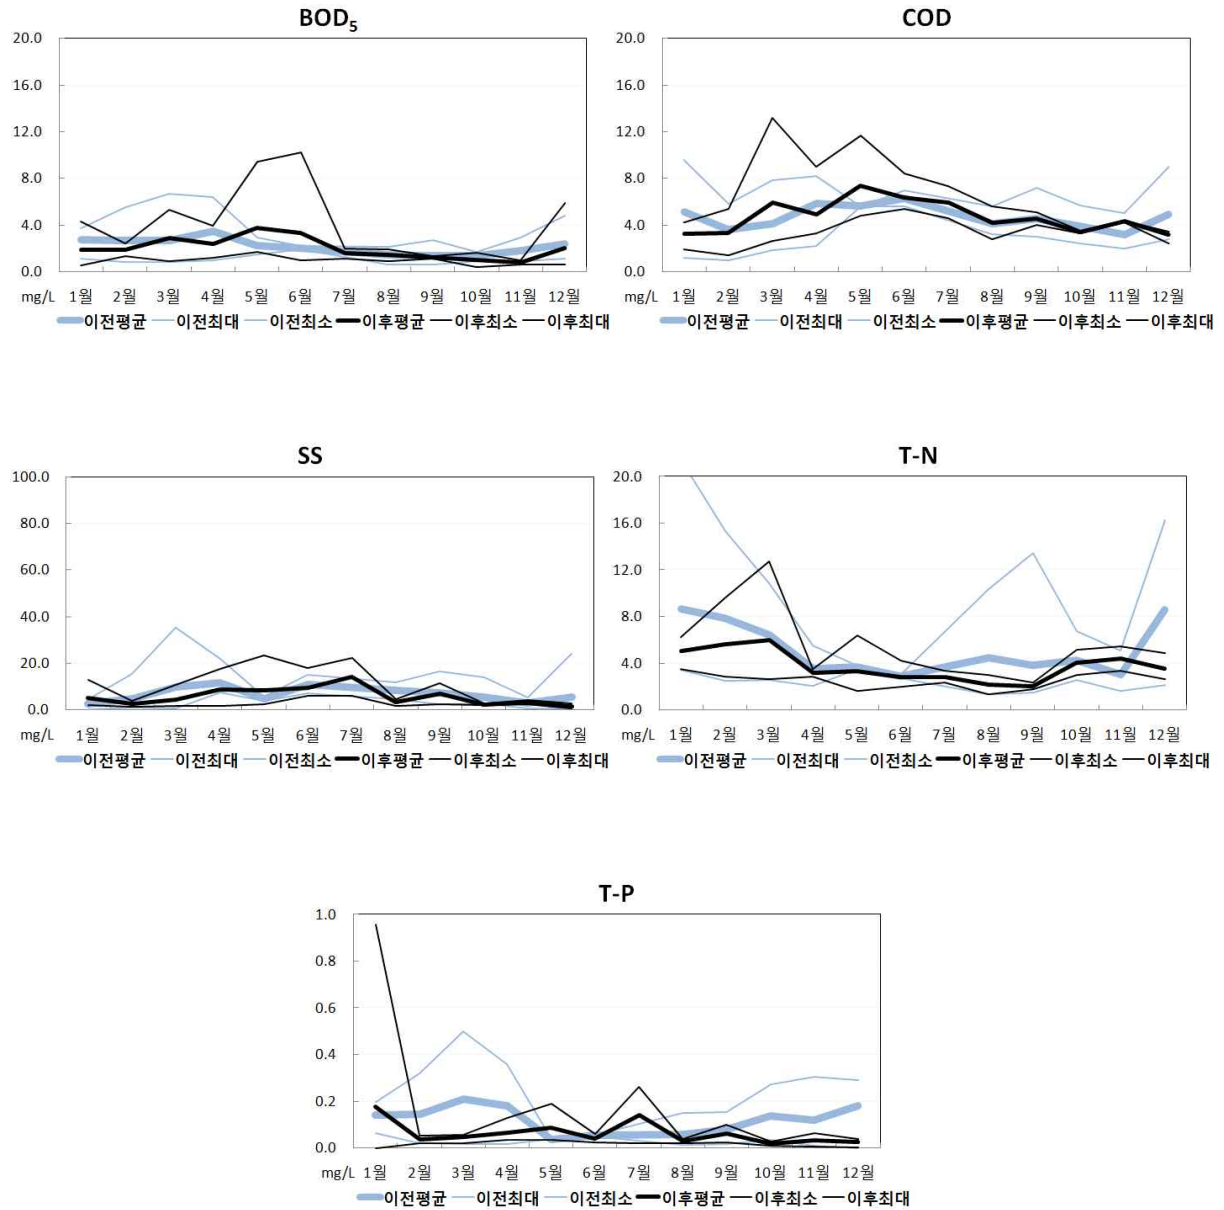 BOD5 COD
20.0 20.0
16.0 16.0
12.0 12.0
8.0 8.0
4.0 4.0
0.0 0.0
mg/L 1월 2월 3월 4월 5월 6월 7월 8월 9월 10월 11월 12월 mg/L 1월 2월 3월 4월 5월 6월 7월 8월 9월 10월 11월 12월
이전평균 이전최대 이전최소 이후평균 이후최소 이후최대 이전평균 이전최대 이전최소 이후평균 이후최소 이후최대
SS T-N
100.0 20.0
80.0 16.0
60.0 12.0
40.0 8.0
20.0 4.0
0.0 0.0
mg/L 1월 2월 3월 4월 5월 6월 7월 8월 9월 10월 11월 12월 mg/L 1월 2월 3월 4월 5월 6월 7월 8월 9월 10월 11월 12월
이전평균 이전최대 이전최소 이후평균 이후최소 이후최대 이전평균 이전최대 이전최소 이후평균 이후최소 이후최대
T-P
1.0
0.8
0.6
0.4
0.2
0.0
mg/L 1월 2월 3월 4월 5월 6월 7월 8월 9월 10월 11월 12월
이전평균 이전최대 이전최소 이후평균 이후최소 이후최대